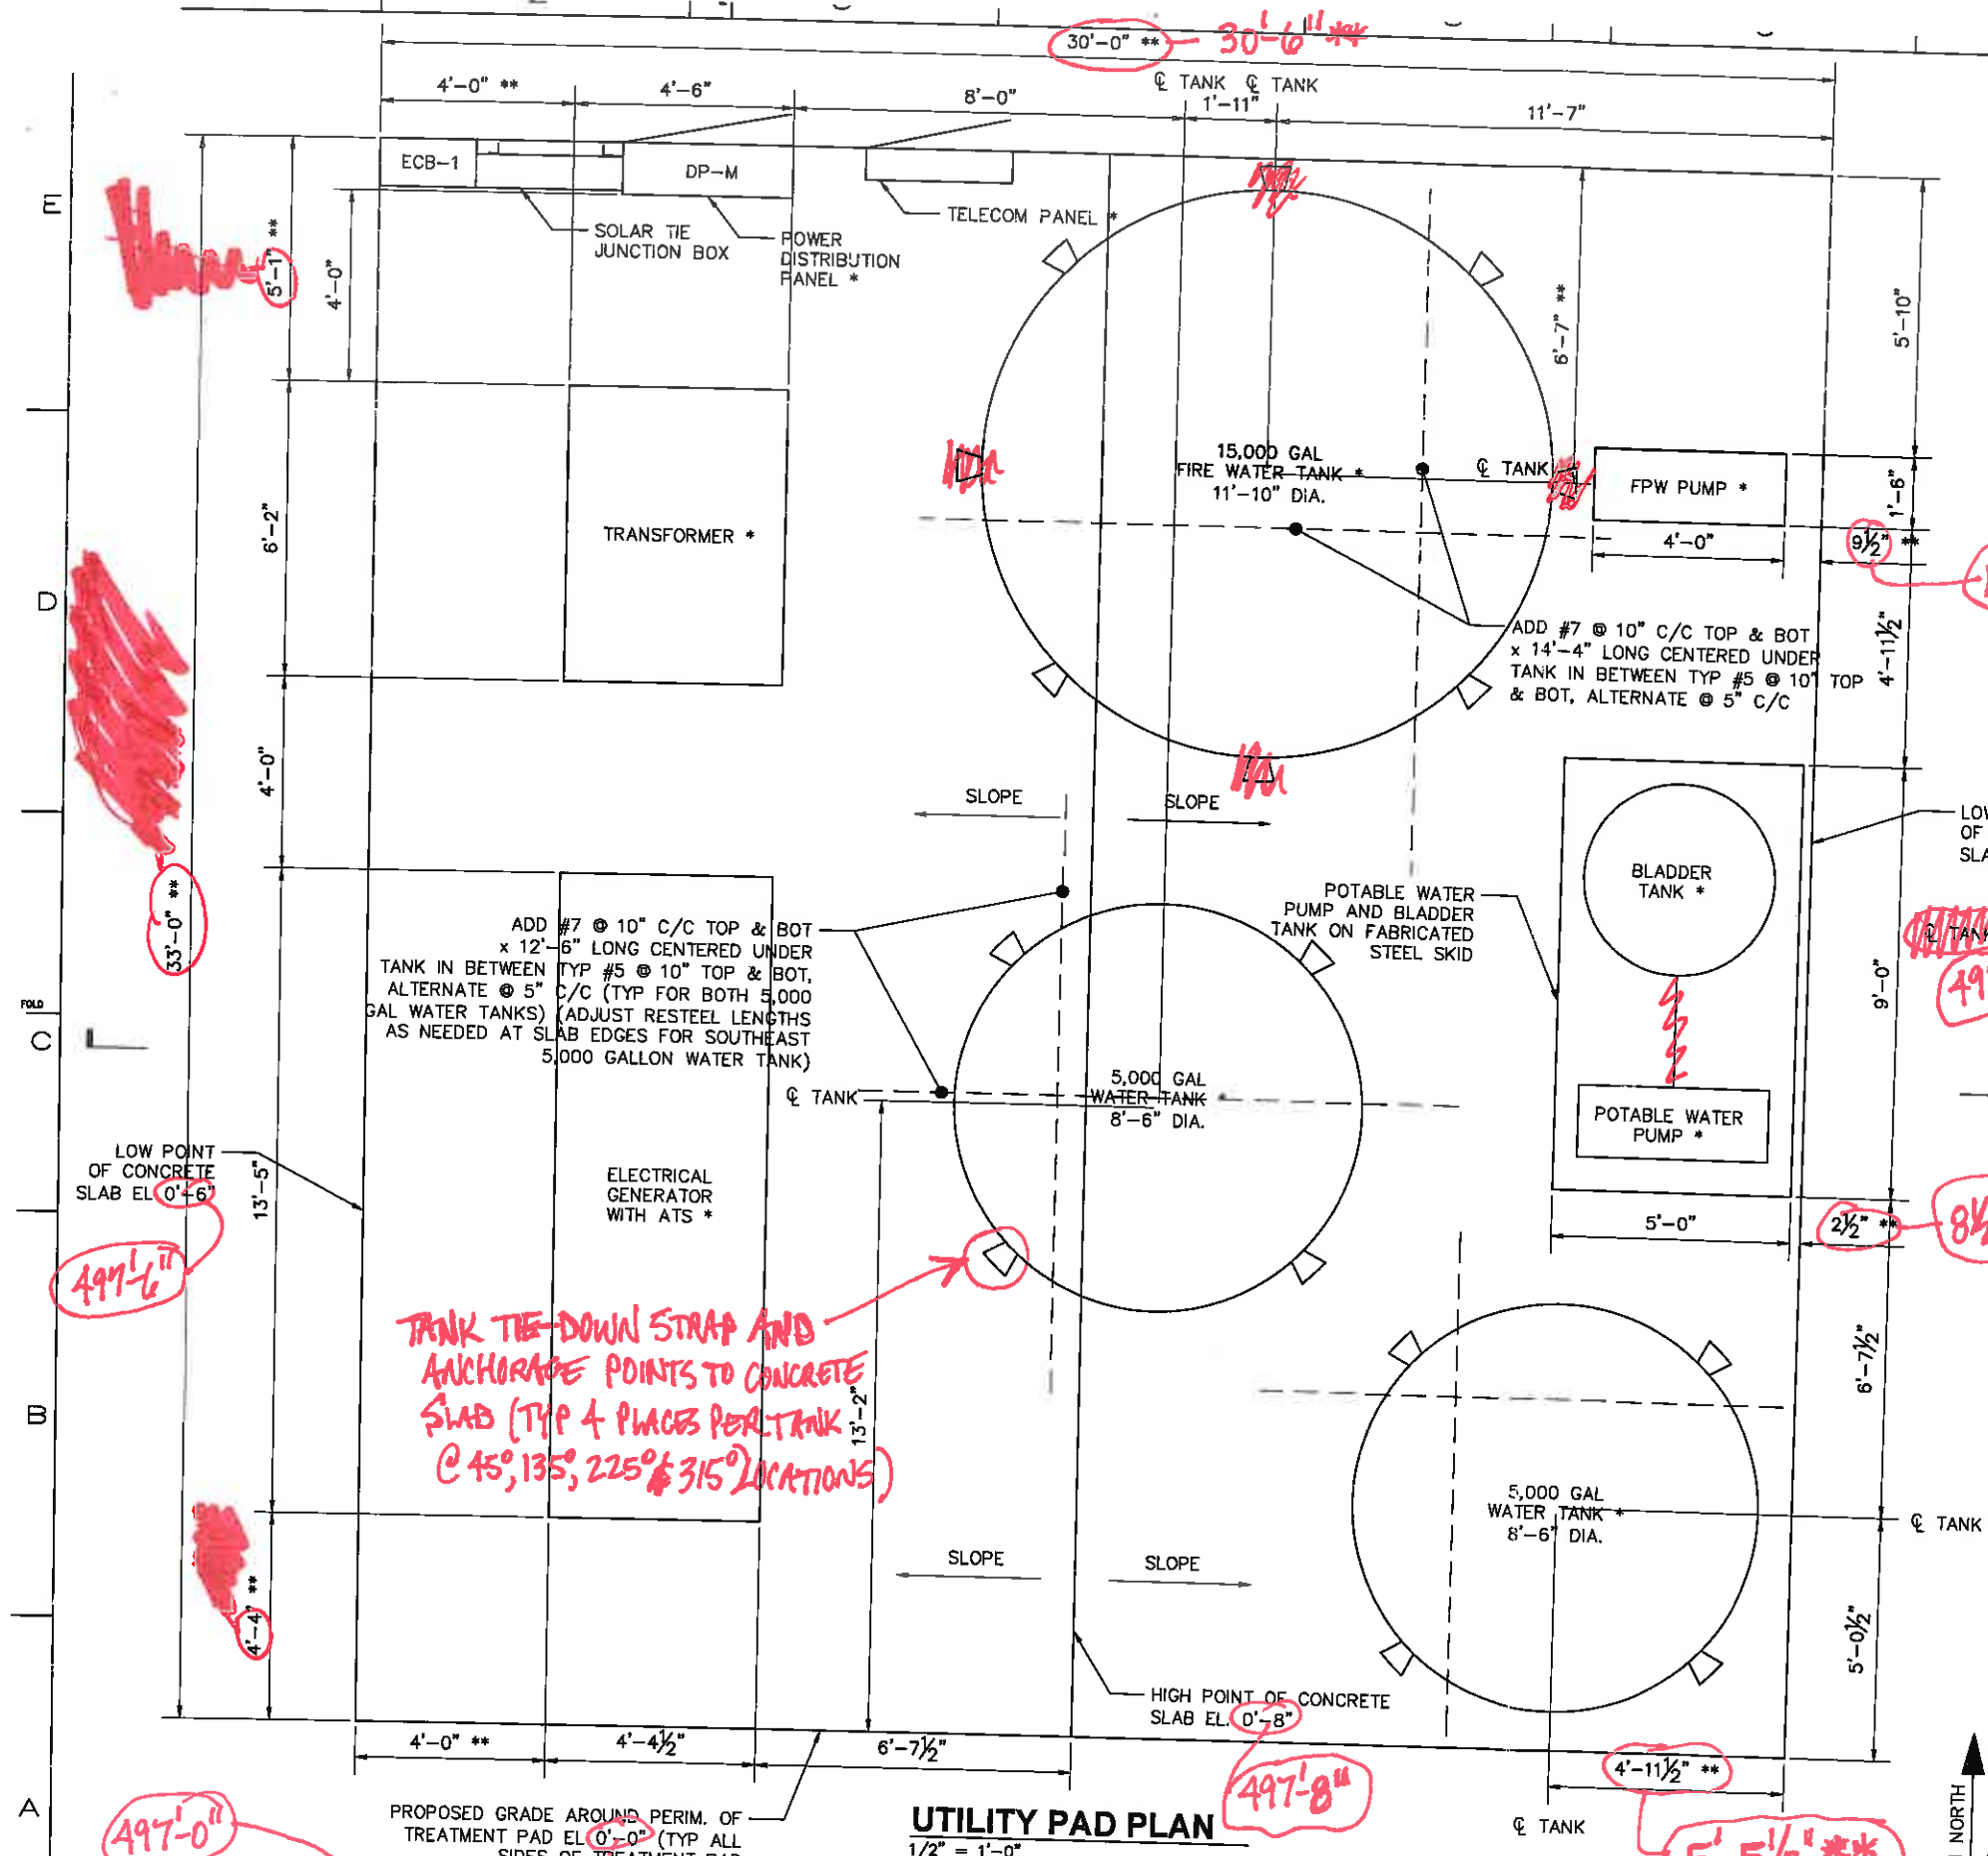 30'-0" ** 30'-6" **
℄ TANK ℄ TANK
4'-0" ** 4'-6" 8'-0" 1'-11" 11'-7"
E
ECB-1
DP-M
SOLAR TIE
JUNCTION BOX
POWER
DISTRIBUTION
PANEL *
TELECOM PANEL *
5'-1" **
4'-0"
6'-7" **
5'-10"
15,000 GAL
FIRE WATER TANK *
11'-10" DIA.
℄ TANK
FPW PUMP *
1'-6"
4'-0"
9½" **
6'-2"
TRANSFORMER *
D
ADD #7 @ 10" C/C TOP & BOT
x 14'-4" LONG CENTERED UNDER
TANK IN BETWEEN TYP #5 @ 10" TOP
& BOT, ALTERNATE @ 5" C/C
4'-11½"
4'-0"
SLOPE SLOPE
33'-0" **
BLADDER
TANK *
POTABLE WATER
PUMP AND BLADDER
TANK ON FABRICATED
STEEL SKID
ADD #7 @ 10" C/C TOP & BOT
x 12'-6" LONG CENTERED UNDER
TANK IN BETWEEN TYP #5 @ 10" TOP & BOT,
ALTERNATE @ 5" C/C (TYP FOR BOTH 5,000
GAL WATER TANKS) (ADJUST RESTEEL LENGTHS
AS NEEDED AT SLAB EDGES FOR SOUTHEAST
5,000 GALLON WATER TANK)
9'-0"
FOLD
C
℄ TANK
5,000 GAL
WATER TANK
8'-6" DIA.
POTABLE WATER
PUMP *
LOW POINT
OF CONCRETE
SLAB EL 0'-6"
497'-6"
13'-5"
ELECTRICAL
GENERATOR
WITH ATS *
5'-0"
2½" **
TANK TIE-DOWN STRAP AND
ANCHORAGE POINTS TO CONCRETE
SLAB (TYP 4 PLACES PER TANK
@ 45°, 135°, 225° & 315° LOCATIONS)
13'-2"
6'-7½"
B
5,000 GAL
WATER TANK *
8'-6" DIA.
℄ TANK
SLOPE SLOPE
4'-4" **
5'-0½"
HIGH POINT OF CONCRETE
SLAB EL. 0'-8"
497'-8"
4'-0" ** 4'-4½" 6'-7½"
4'-11½" **
5'-5½" **
℄ TANK
A
497'-0"
PROPOSED GRADE AROUND PERIM. OF
TREATMENT PAD EL 0'-0" (TYP ALL
SIDES OF TREATMENT PAD
UTILITY PAD PLAN
1/2" = 1'-0"
NORTH